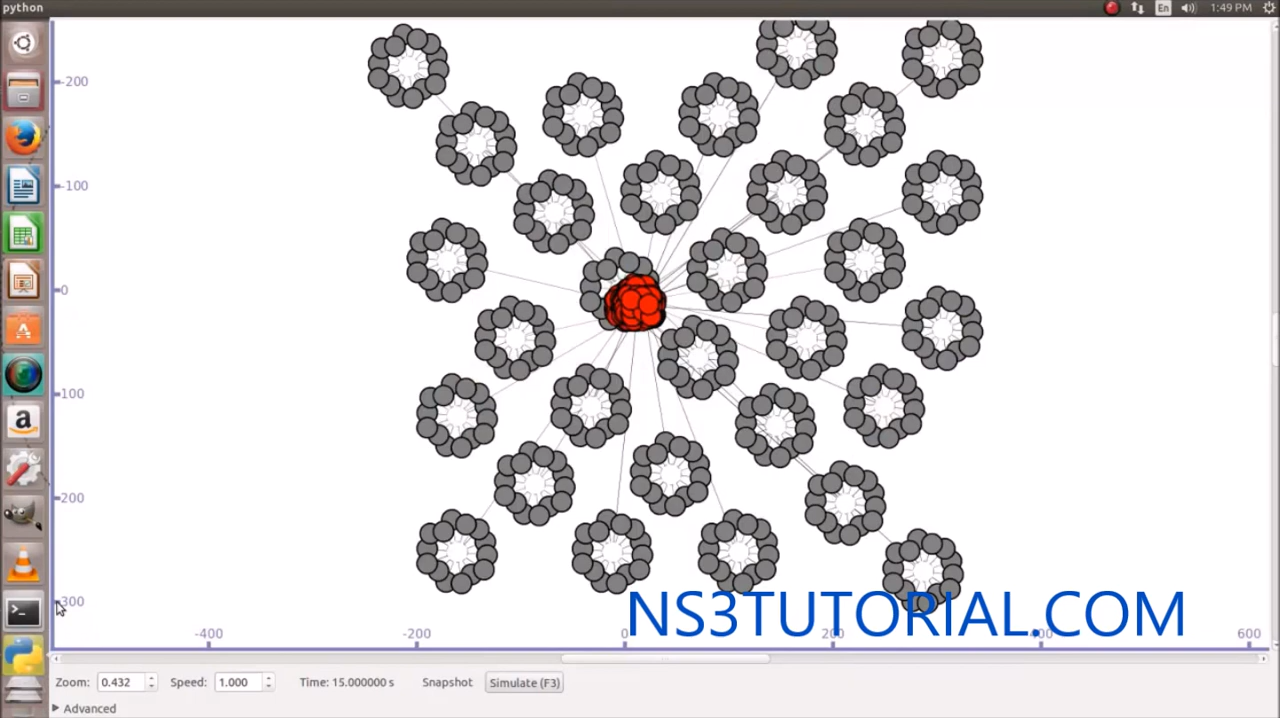 python
En
1:49 PM
-200
-100
0
100
200
300
-400
-200
0
200
400
600
NS3TUTORIAL.COM
Zoom: 0.432 Speed: 1.000 Time: 15.000000 s Snapshot Simulate (F3)
Advanced